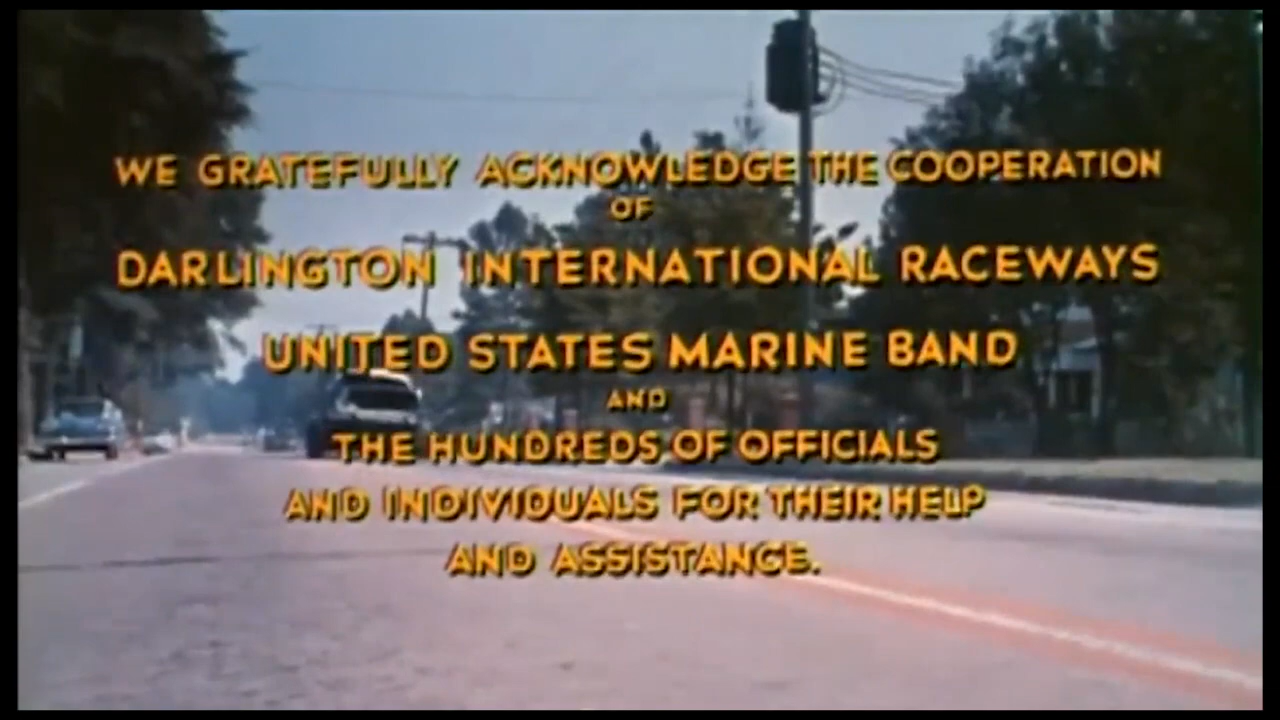 WE GRATEFULLY ACKNOWLEDGE THE COOPERATION
OF
DARLINGTON INTERNATIONAL RACEWAYS
UNITED STATES MARINE BAND
AND
THE HUNDREDS OF OFFICIALS
AND INDIVIDUALS FOR THEIR HELP
AND ASSISTANCE.